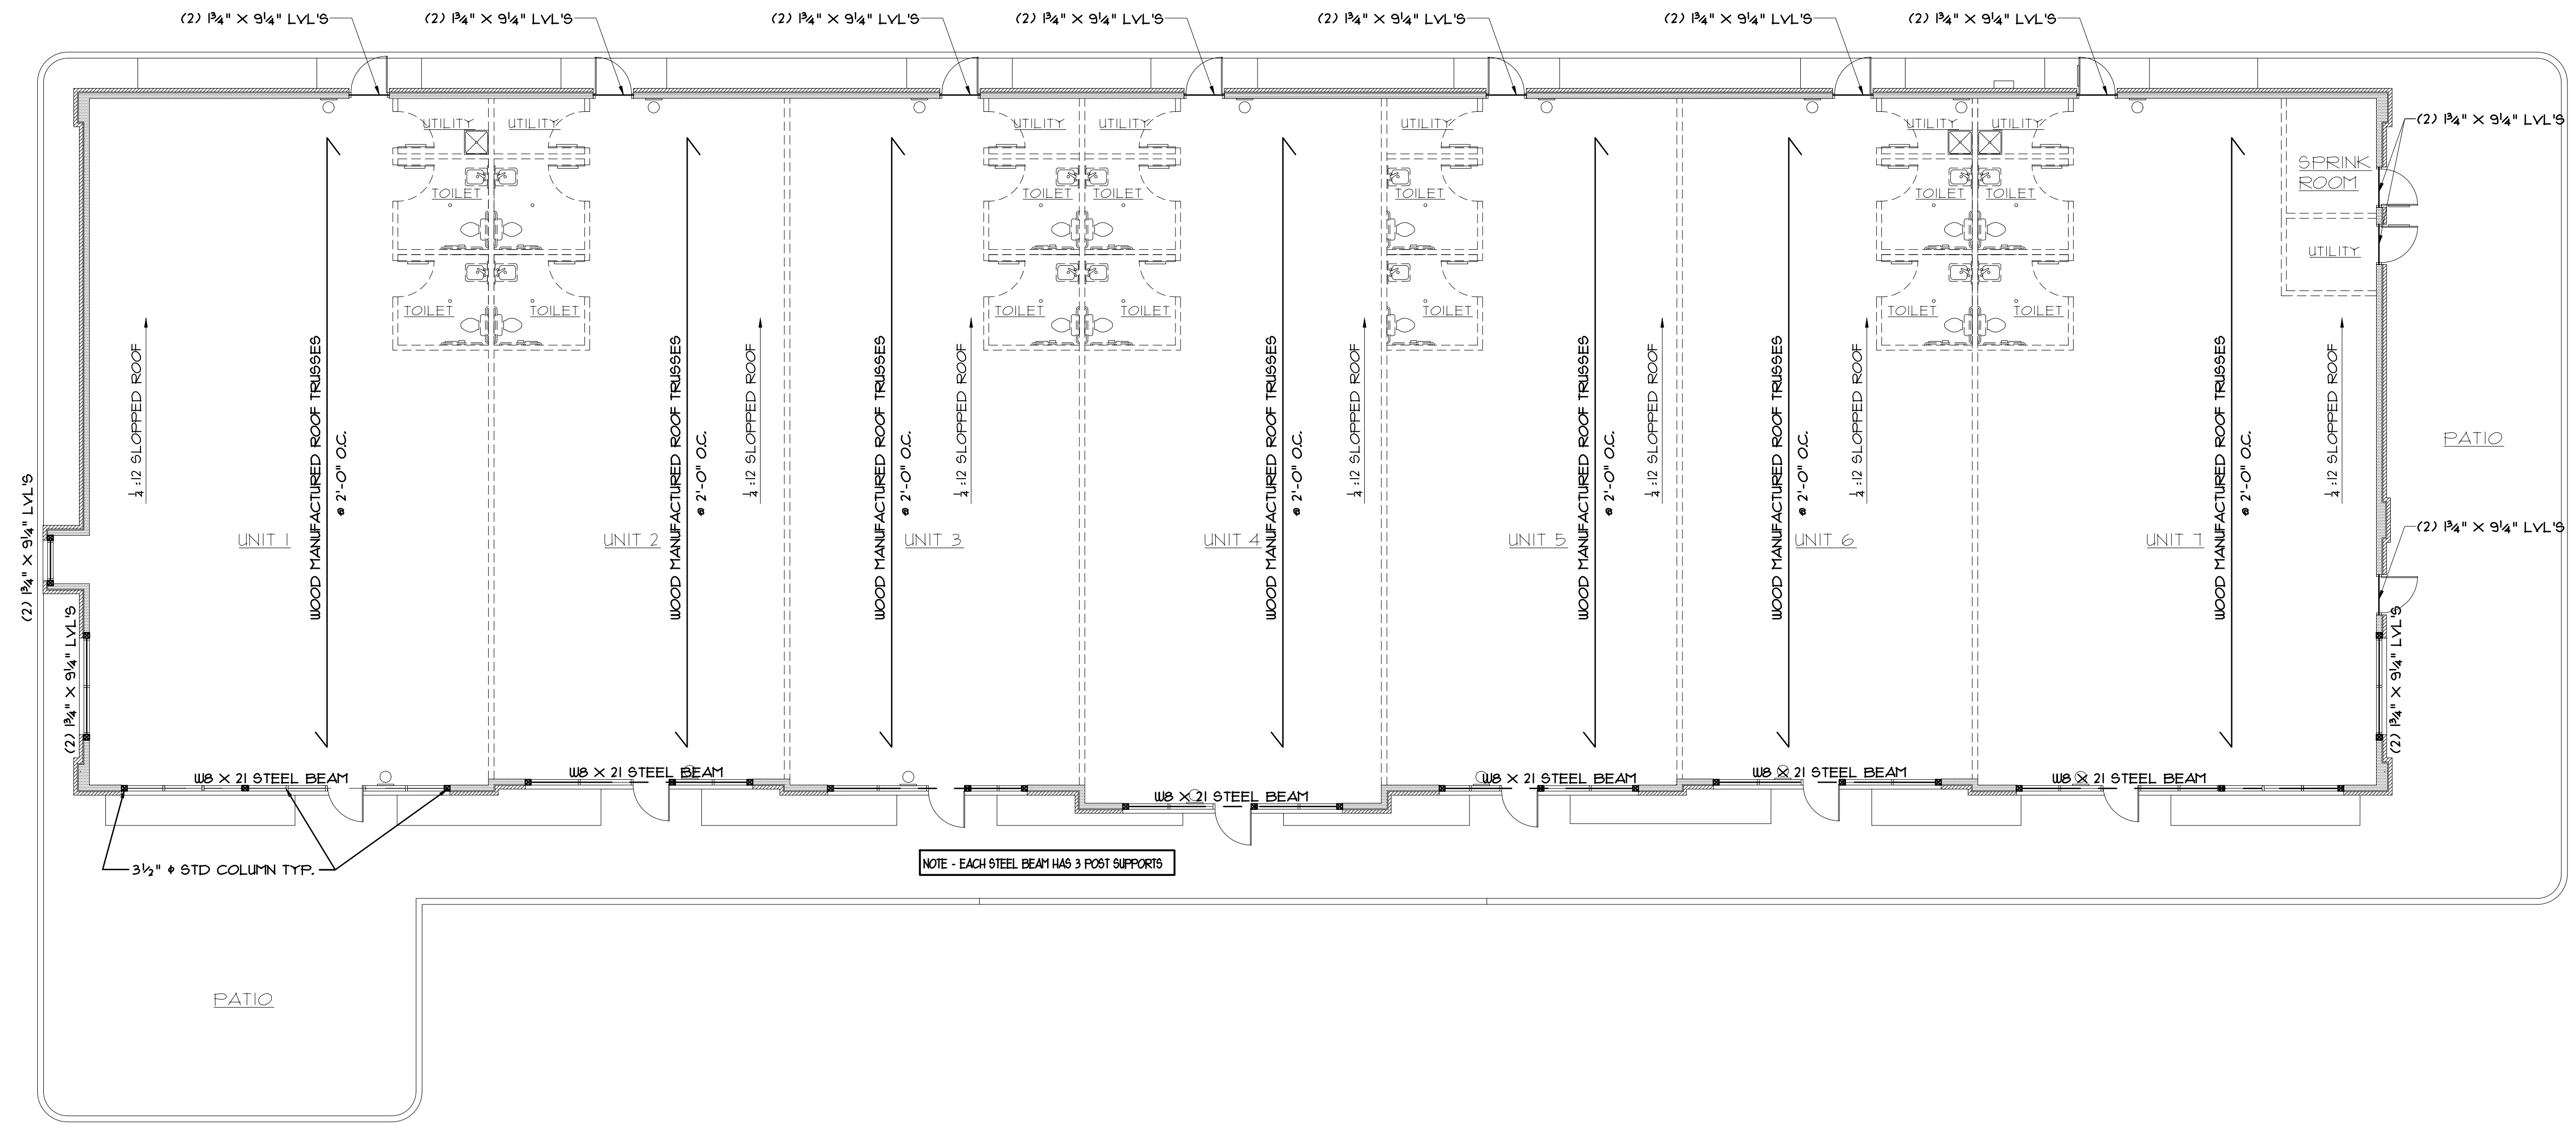 (2) 1¾" X 9¼" LVL'S
(2) 1¾" X 9¼" LVL'S
(2) 1¾" X 9¼" LVL'S
(2) 1¾" X 9¼" LVL'S
(2) 1¾" X 9¼" LVL'S
(2) 1¾" X 9¼" LVL'S
(2) 1¾" X 9¼" LVL'S
(2) 1¾" X 9¼" LVL'S
UTILITY
UTILITY
UTILITY
UTILITY
UTILITY
UTILITY
UTILITY
SPRINK
ROOM
TOILET
TOILET
TOILET
TOILET
TOILET
TOILET
UTILITY
TOILET
TOILET
TOILET
TOILET
TOILET
TOILET
TOILET
¼ :12 SLOPPED ROOF
WOOD MANUFACTURED ROOF TRUSSES
@ 2'-0" O.C.
WOOD MANUFACTURED ROOF TRUSSES
@ 2'-0" O.C.
¼ :12 SLOPPED ROOF
WOOD MANUFACTURED ROOF TRUSSES
@ 2'-0" O.C.
¼ :12 SLOPPED ROOF
WOOD MANUFACTURED ROOF TRUSSES
@ 2'-0" O.C.
¼ :12 SLOPPED ROOF
WOOD MANUFACTURED ROOF TRUSSES
@ 2'-0" O.C.
¼ :12 SLOPPED ROOF
WOOD MANUFACTURED ROOF TRUSSES
@ 2'-0" O.C.
¼ :12 SLOPPED ROOF
WOOD MANUFACTURED ROOF TRUSSES
@ 2'-0" O.C.
¼ :12 SLOPPED ROOF
PATIO
(2) 1¾" X 9¼" LVL'S
(2) 1¾" X 9¼" LVL'S
UNIT 1
UNIT 2
UNIT 3
UNIT 4
UNIT 5
UNIT 6
UNIT 7
(2) 1¾" X 9¼" LVL'S
(2) 1¾" X 9¼" LVL'S
W8 X 21 STEEL BEAM
W8 X 21 STEEL BEAM
W8 X 21 STEEL BEAM
W8 X 21 STEEL BEAM
W8 X 21 STEEL BEAM
W8 X 21 STEEL BEAM
3½" ϕ STD COLUMN TYP.
NOTE - EACH STEEL BEAM HAS 3 POST SUPPORTS
PATIO